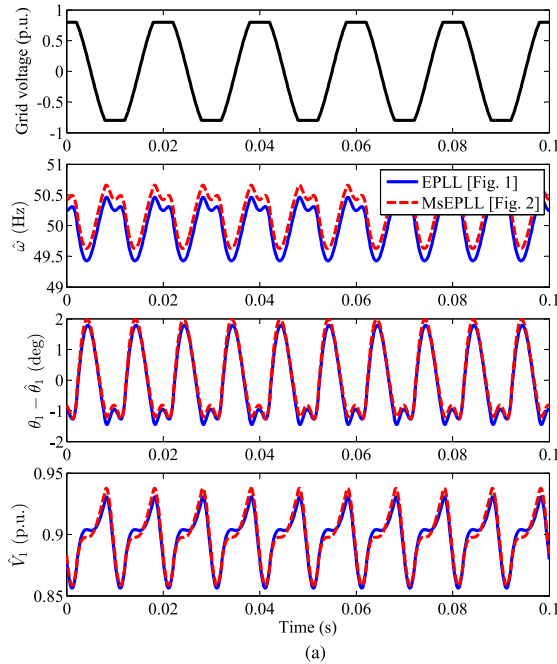 Grid voltage (p.u.)
1
0.5
0
-0.5
-1
0 0.02 0.04 0.06 0.08 0.1
ω̂ (Hz)
51
50.5
50
49.5
49
EPLL [Fig. 1]
MsEPLL [Fig. 2]
0 0.02 0.04 0.06 0.08 0.1
θ₁ − θ̂₁ (deg)
2
1
0
-1
-2
0 0.02 0.04 0.06 0.08 0.1
V̂₁ (p.u.)
0.95
0.9
0.85
0 0.02 0.04 0.06 0.08 0.1
Time (s)
(a)